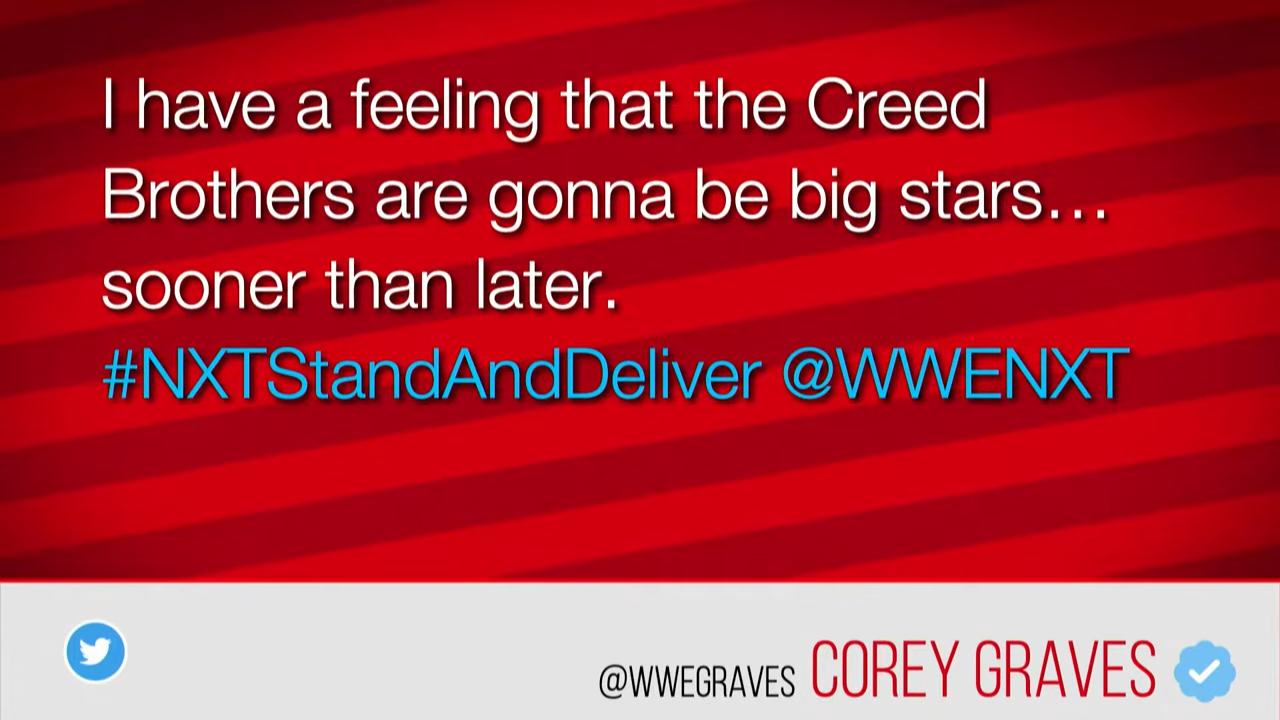 I have a feeling that the Creed
Brothers are gonna be big stars…
sooner than later.
#NXTStandAndDeliver @WWENXT
@WWEGRAVES COREY GRAVES